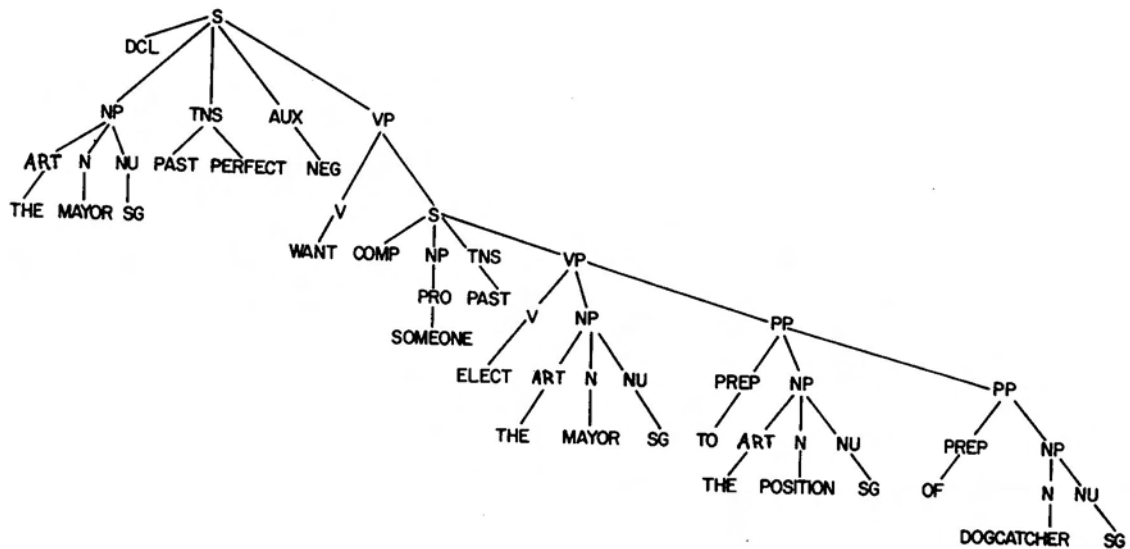 S
DCL
NP TNS AUX VP
ART N NU PAST PERFECT NEG
THE MAYOR SG V S
WANT COMP NP TNS VP
PRO PAST V NP PP
SOMEONE
ELECT ART N NU PREP NP PP
THE MAYOR SG TO ART N NU PREP NP
THE POSITION SG OF N NU
DOGCATCHER SG